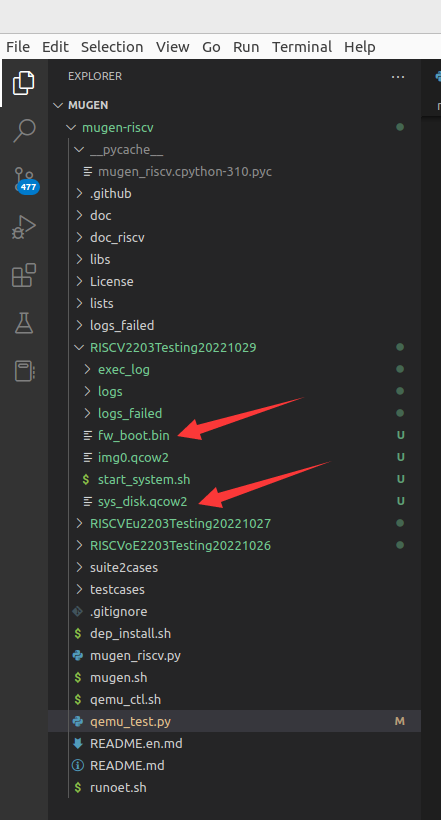 File Edit Selection View Go Run Terminal Help
EXPLORER ...
MUGEN
mugen-riscv
__pycache__
mugen_riscv.cpython-310.pyc
.github
477
doc
doc_riscv
libs
License
lists
logs_failed
RISCV2203Testing20221029
exec_log
logs
logs_failed
fw_boot.bin U
img0.qcow2 U
$ start_system.sh U
sys_disk.qcow2 U
RISCVEu2203Testing20221027
RISCVoE2203Testing20221026
suite2cases
testcases
.gitignore
$ dep_install.sh
mugen_riscv.py
$ mugen.sh
$ qemu_ctl.sh
qemu_test.py M
README.en.md
README.md
$ runoet.sh